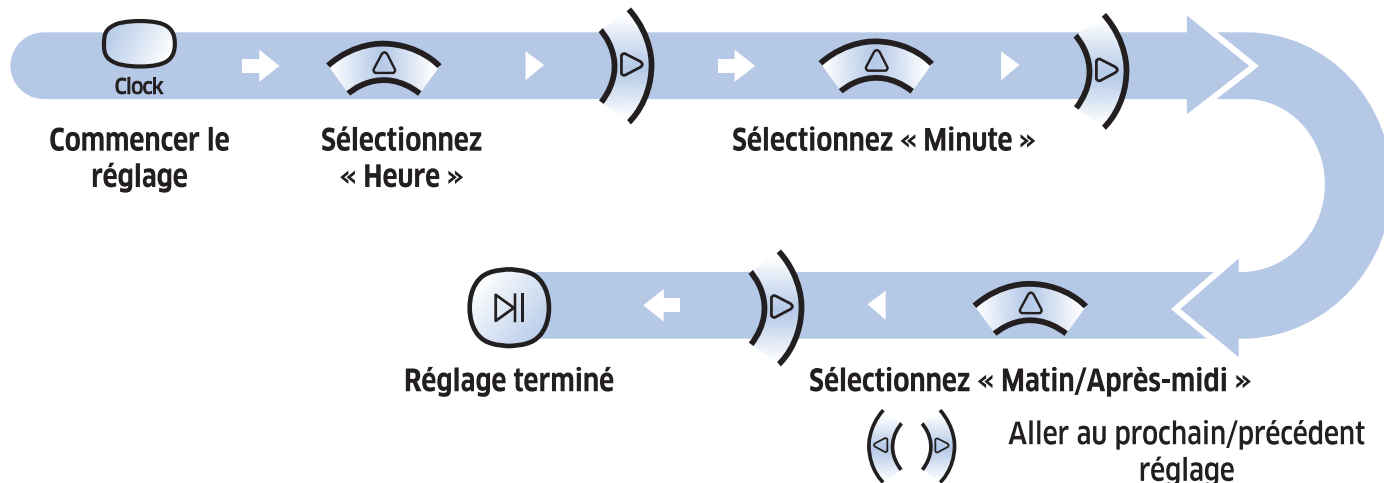 Clock
Commencer le
réglage
Sélectionnez
« Heure »
Sélectionnez « Minute »
Réglage terminé
Sélectionnez « Matin/Après-midi »
Aller au prochain/précédent
réglage